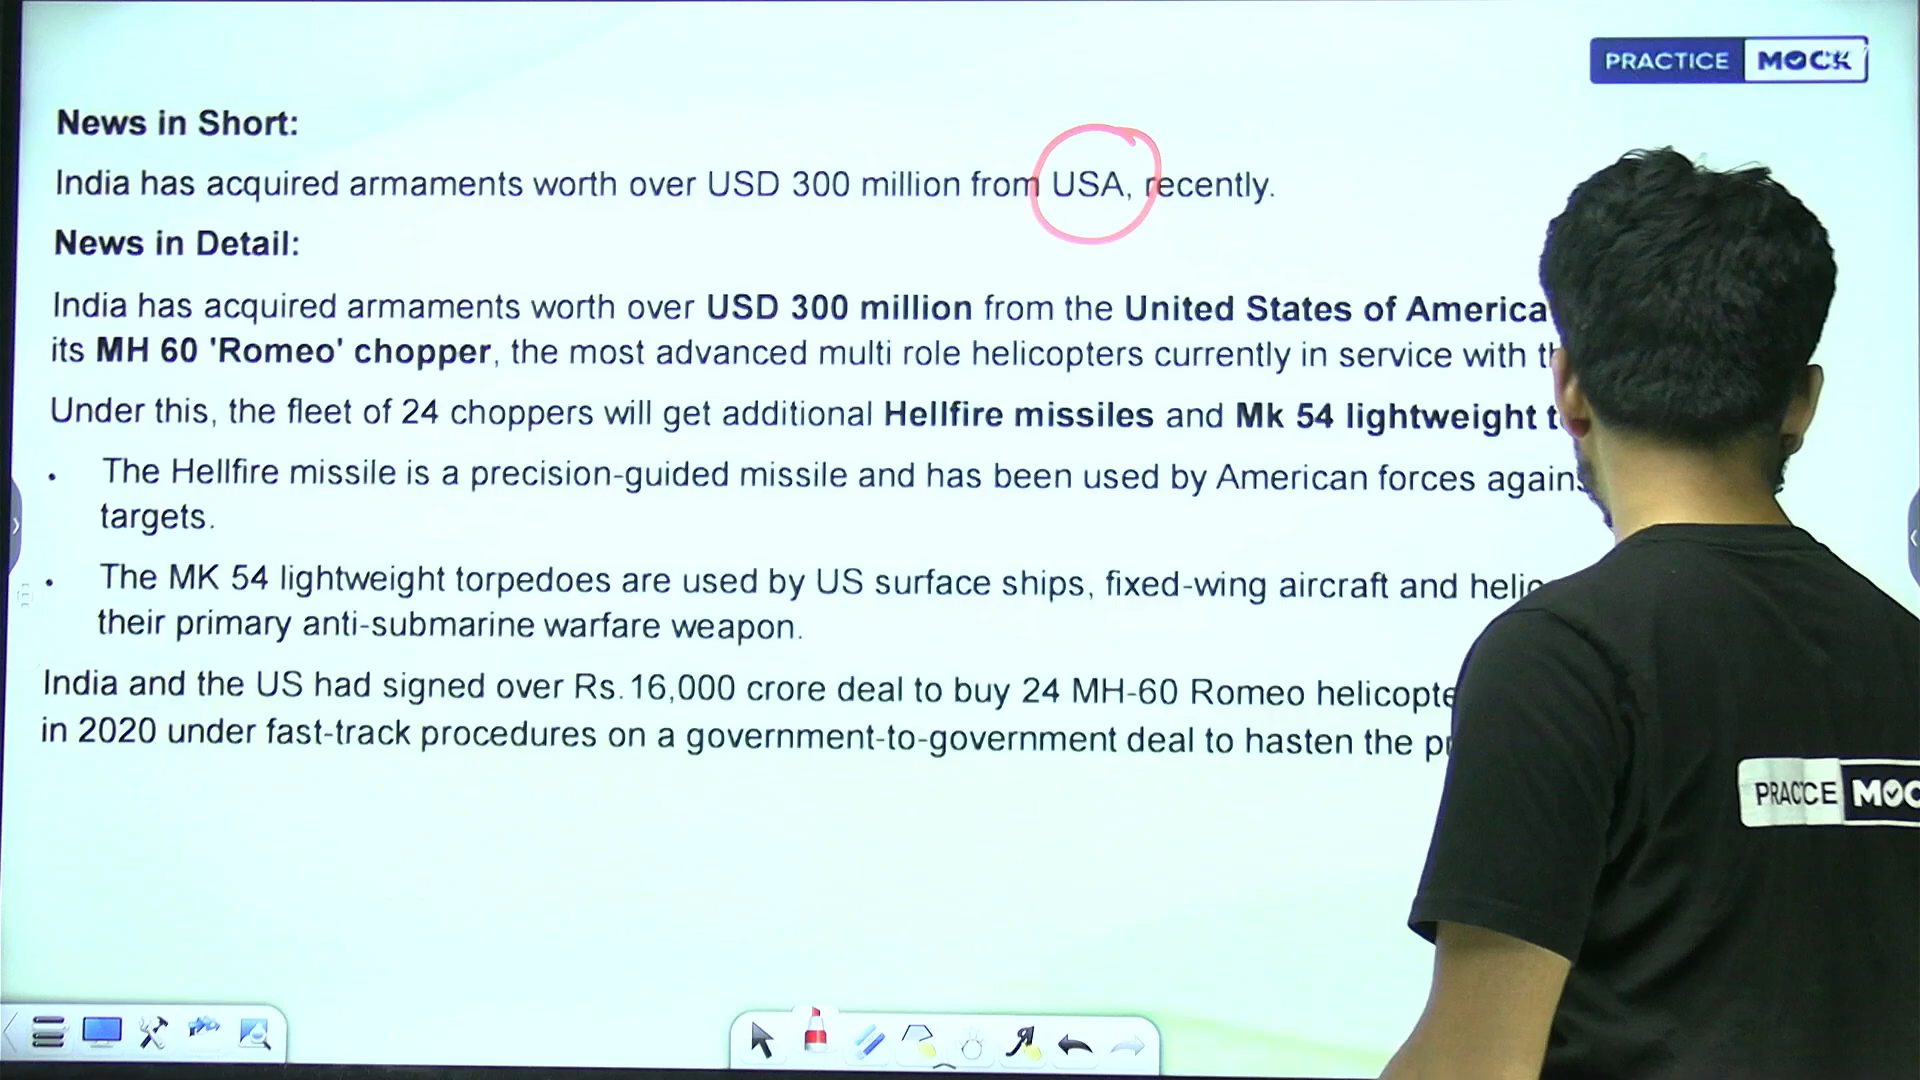 PRACTICE MOCK
News in Short:
India has acquired armaments worth over USD 300 million from USA, recently.
News in Detail:
India has acquired armaments worth over USD 300 million from the United States of America
its MH 60 'Romeo' chopper, the most advanced multi role helicopters currently in service with
Under this, the fleet of 24 choppers will get additional Hellfire missiles and Mk 54 lightweight
• The Hellfire missile is a precision-guided missile and has been used by American forces
targets.
• The MK 54 lightweight torpedoes are used by US surface ships, fixed-wing aircraft and
their primary anti-submarine warfare weapon.
India and the US had signed over Rs. 16,000 crore deal to buy 24 MH-60 Romeo
in 2020 under fast-track procedures on a government-to-government deal to hasten the